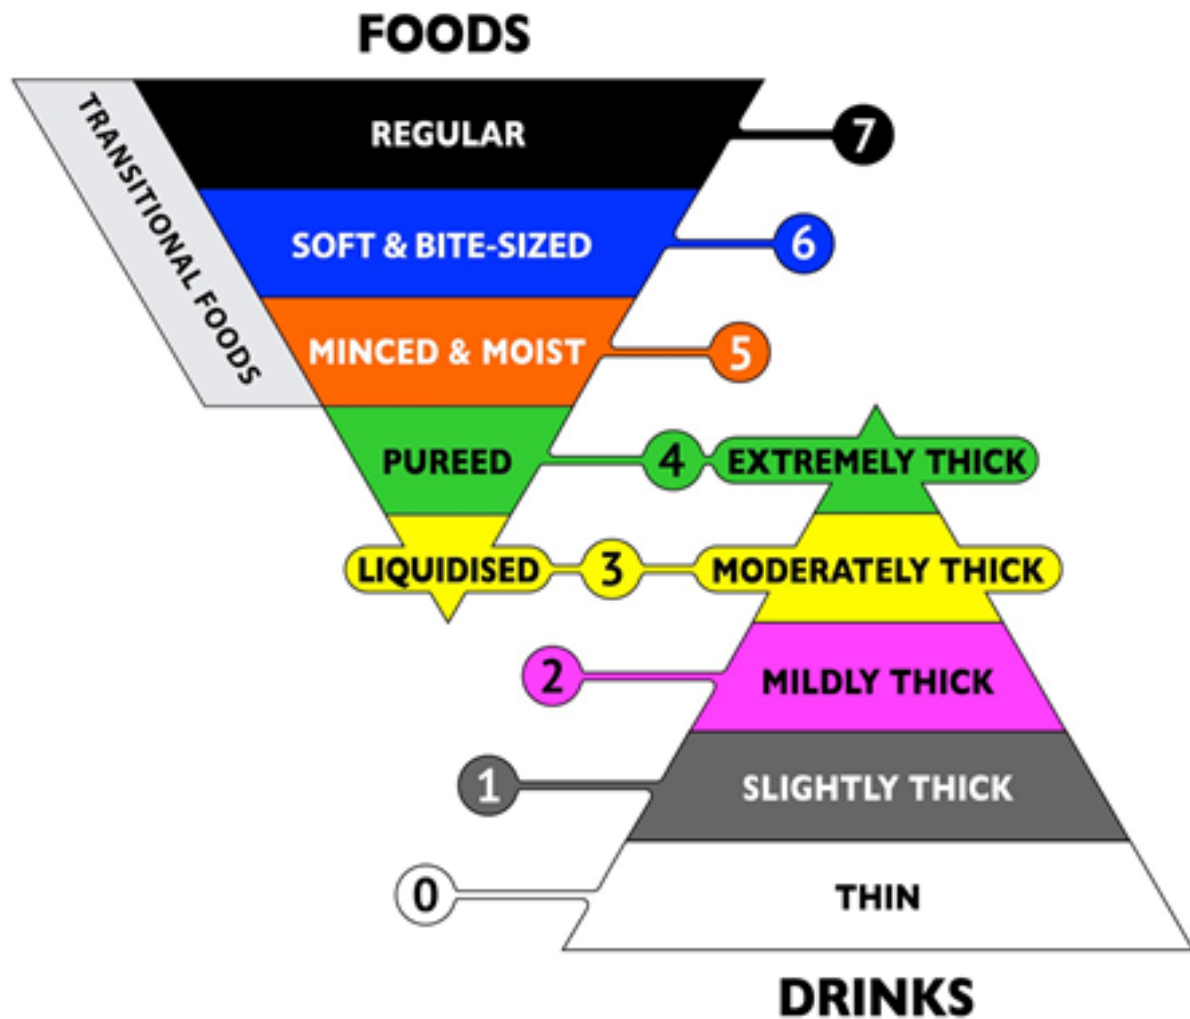 FOODS
TRANSITIONAL FOODS
REGULAR
7
SOFT & BITE-SIZED
6
MINCED & MOIST
5
PUREED
4
EXTREMELY THICK
LIQUIDISED
3
MODERATELY THICK
2
MILDLY THICK
1
SLIGHTLY THICK
0
THIN
DRINKS